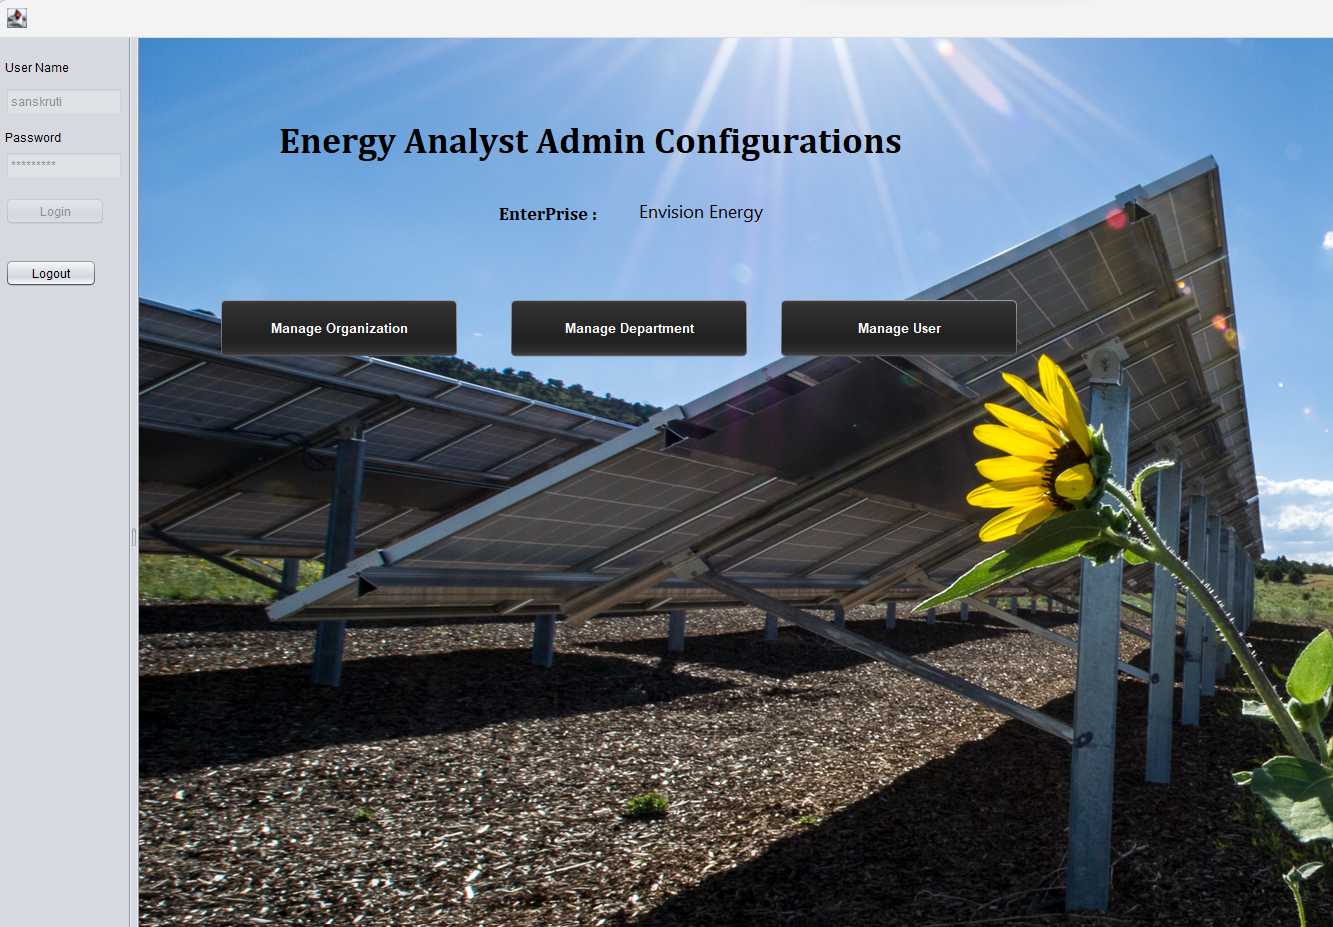 User Name
sanskruti
Password
*********
Login
Logout
Energy Analyst Admin Configurations
EnterPrise : Envision Energy
Manage Organization Manage Department Manage User